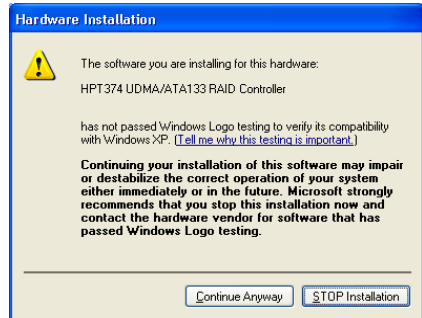 Hardware Installation
The software you are installing for this hardware:
HPT374 UDMA/ATA133 RAID Controller
has not passed Windows Logo testing to verify its compatibility
with Windows XP. (Tell me why this testing is important.)
Continuing your installation of this software may impair
or destabilize the correct operation of your system
either immediately or in the future. Microsoft strongly
recommends that you stop this installation now and
contact the hardware vendor for software that has
passed Windows Logo testing.
Continue Anyway STOP Installation